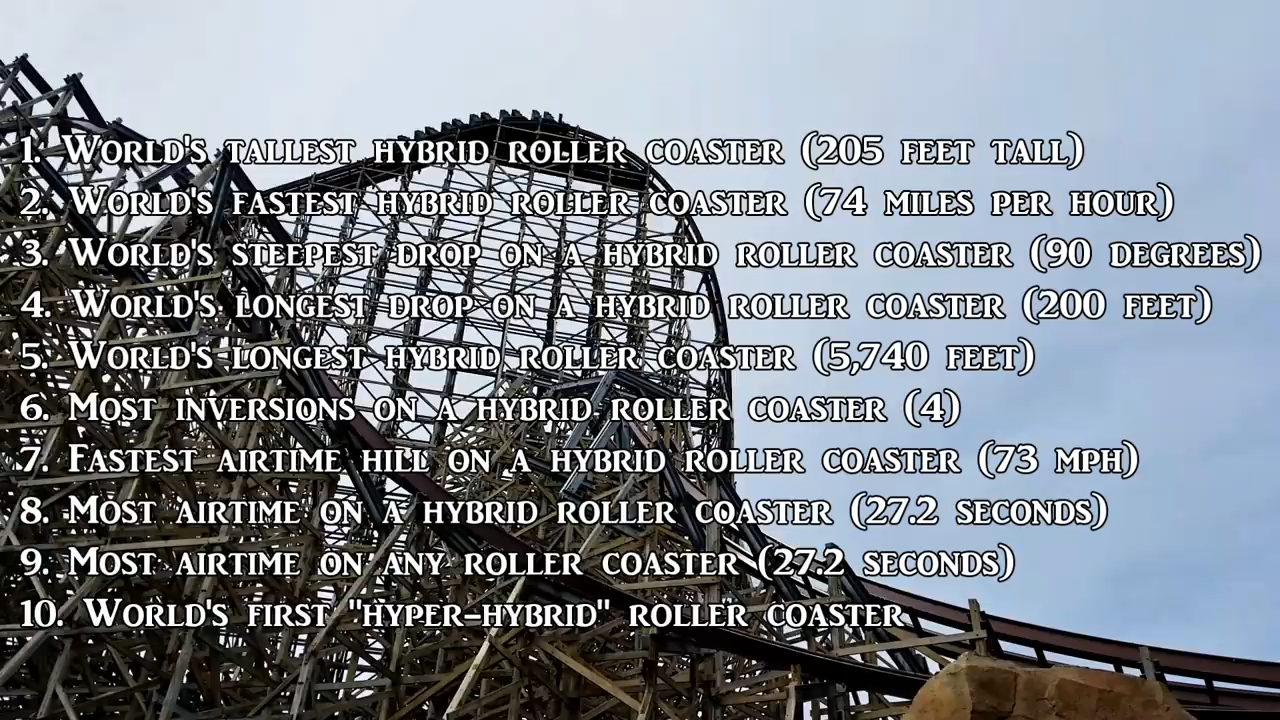 1. World's tallest hybrid roller coaster (205 feet tall)
2. World's fastest hybrid roller coaster (74 miles per hour)
3. World's steepest drop on a hybrid roller coaster (90 degrees)
4. World's longest drop on a hybrid roller coaster (200 feet)
5. World's longest hybrid roller coaster (5,740 feet)
6. Most inversions on a hybrid roller coaster (4)
7. Fastest airtime hill on a hybrid roller coaster (73 mph)
8. Most airtime on a hybrid roller coaster (27.2 seconds)
9. Most airtime on any roller coaster (27.2 seconds)
10. World's first "hyper-hybrid" roller coaster